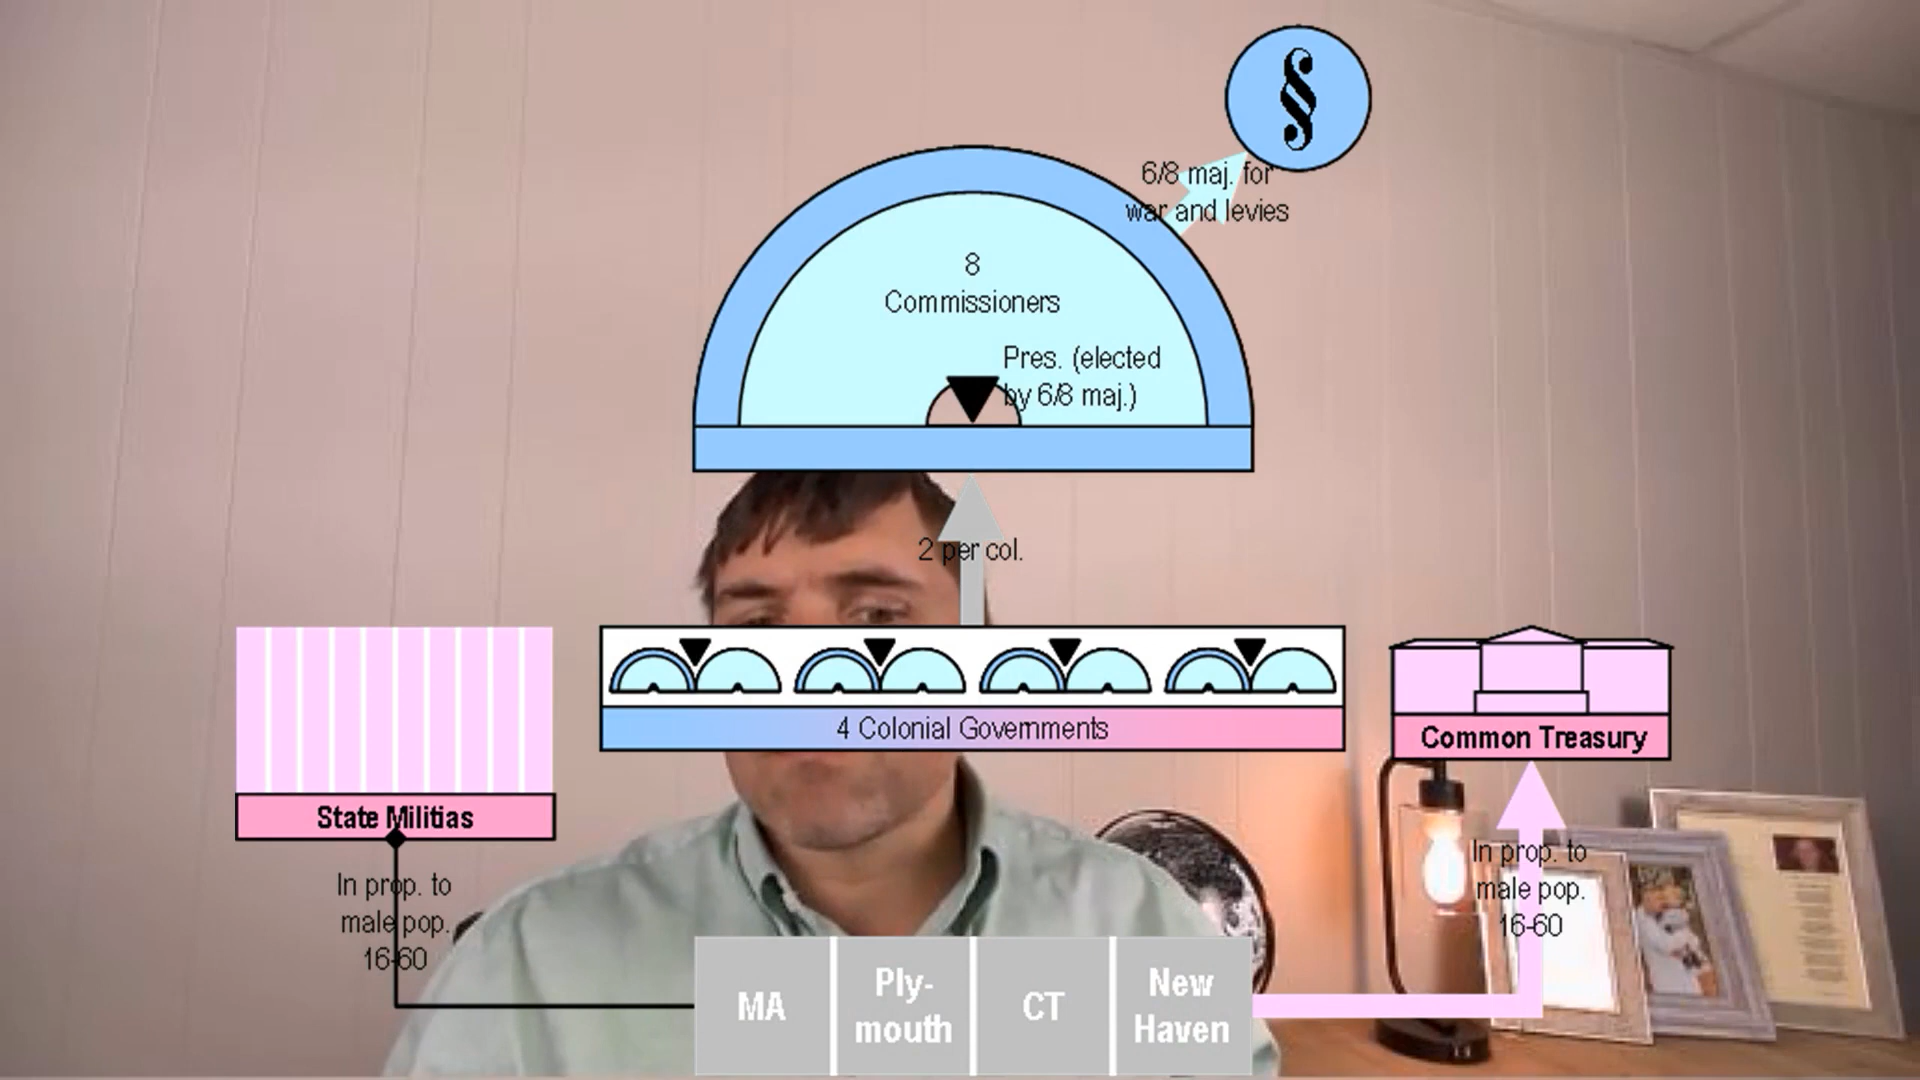 §
6/8 maj. for
war and levies
8
Commissioners
Pres. (elected
by 6/8 maj.)
2 per col.
4 Colonial Governments
State Militias
Common Treasury
In prop. to
male pop.
16-60
In prop. to
male pop.
16-60
MA
Ply-
mouth
CT
New
Haven